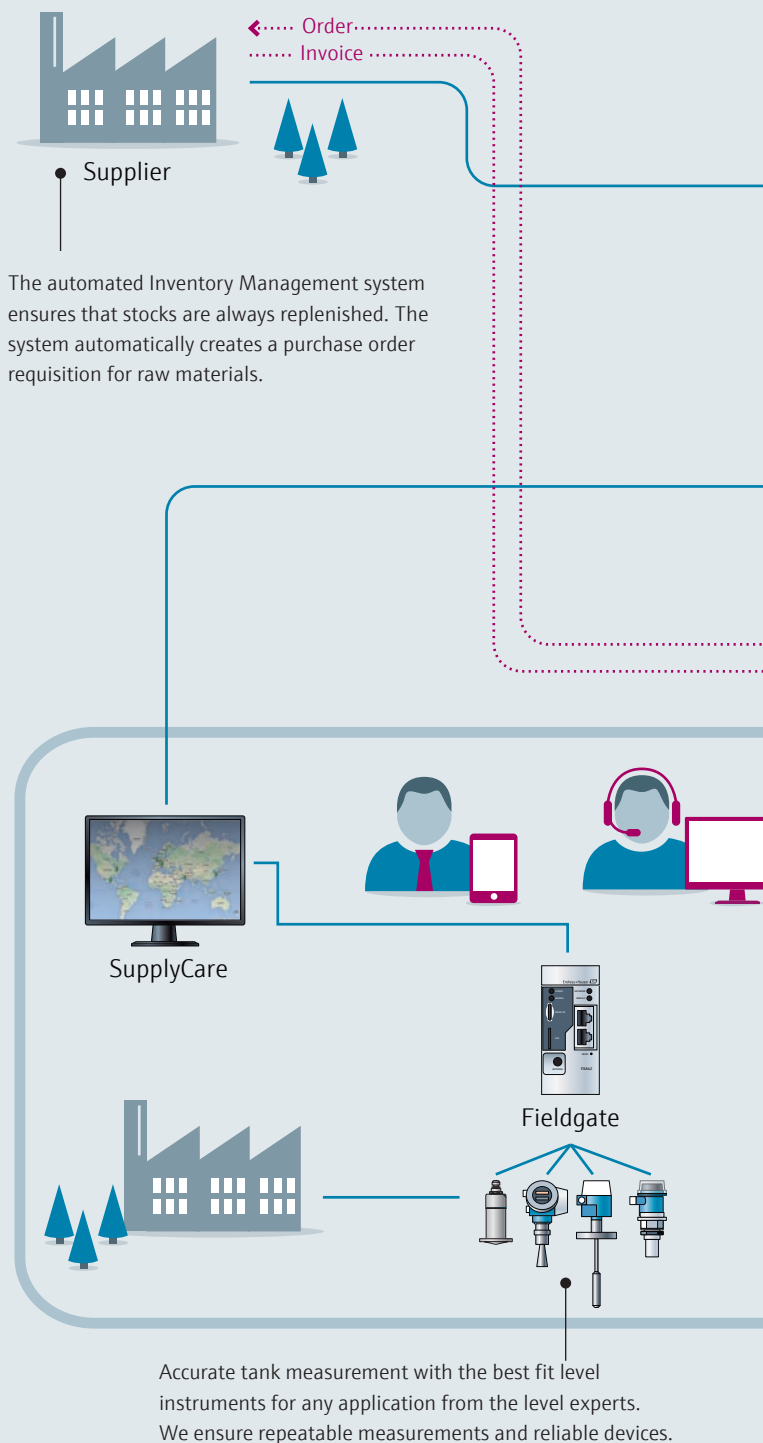 Order
Invoice
Supplier
The automated Inventory Management system
ensures that stocks are always replenished. The
system automatically creates a purchase order
requisition for raw materials.
SupplyCare
Endress+Hauser
Fieldgate
Accurate tank measurement with the best fit level
instruments for any application from the level experts.
We ensure repeatable measurements and reliable devices.